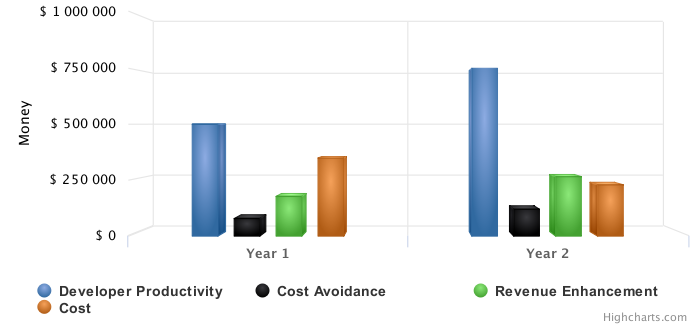 $ 1 000 000
$ 750 000
$ 500 000
$ 250 000
$ 0
Money
Year 1
Year 2
Developer Productivity
Cost Avoidance
Revenue Enhancement
Cost
Highcharts.com